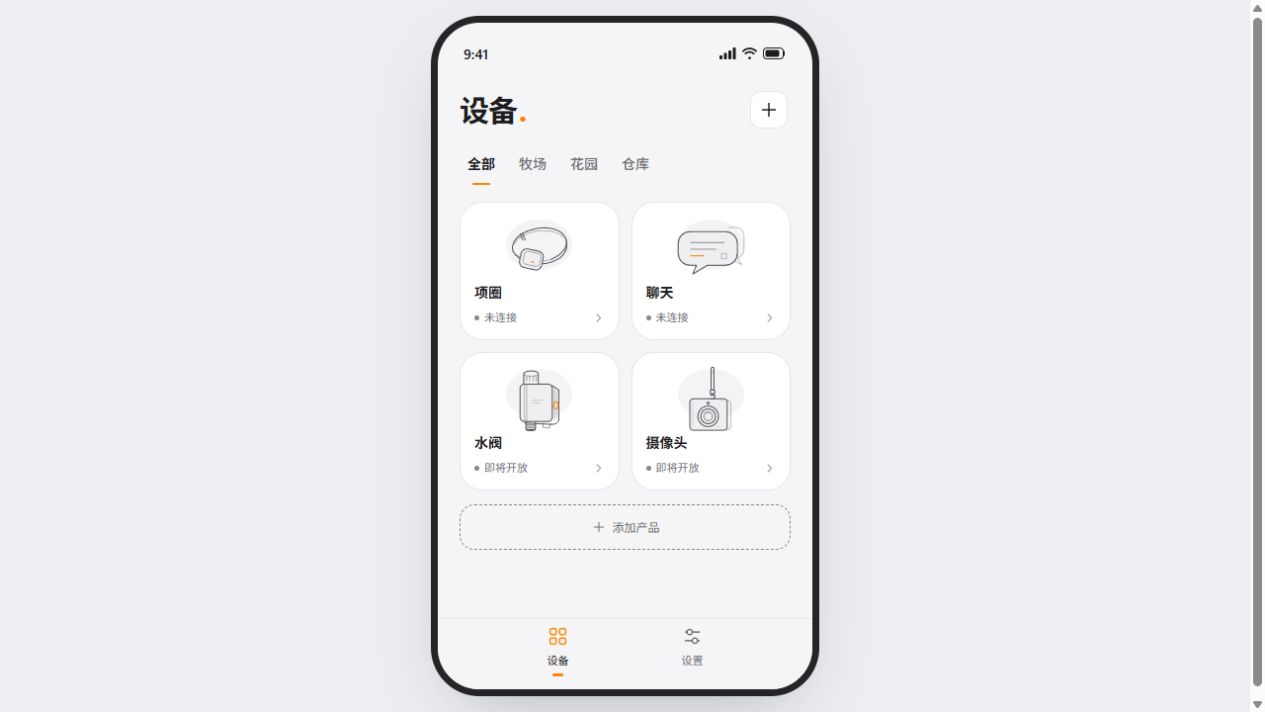 9:41
设备.
全部 牧场 花园 仓库
项圈
未连接
聊天
未连接
水阀
即将开放
摄像头
即将开放
添加产品
设备
设置